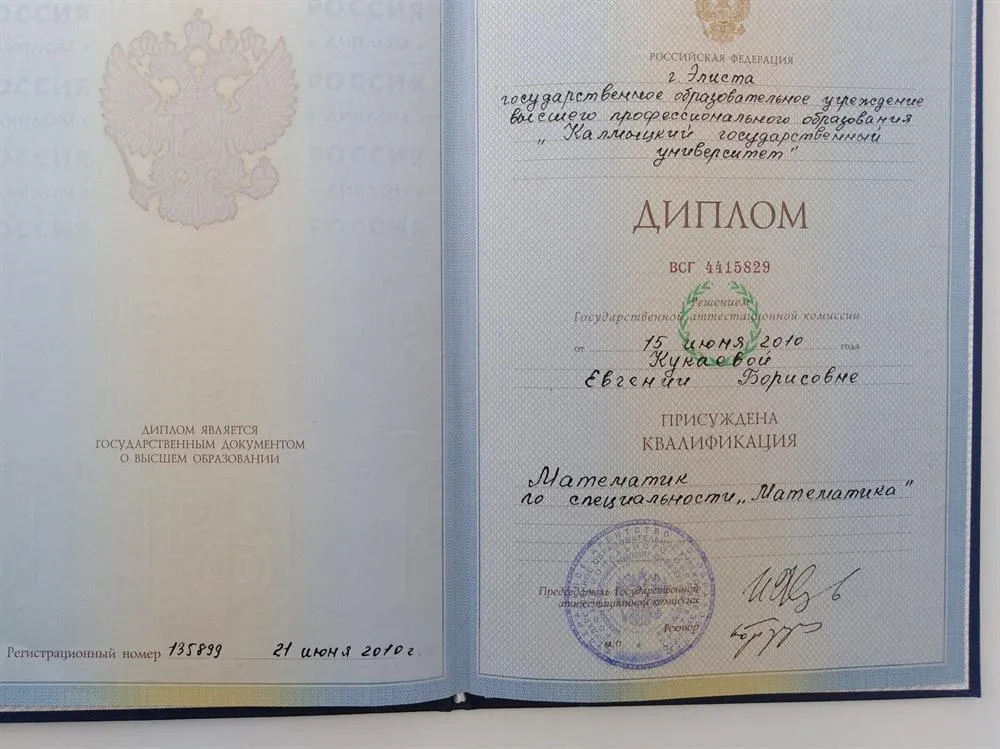 ДИПЛОМ ЯВЛЯЕТСЯ
ГОСУДАРСТВЕННЫМ ДОКУМЕНТОМ
О ВЫСШЕМ ОБРАЗОВАНИИ
Регистрационный номер 135899 21 июня 2010 г.
РОССИЙСКАЯ ФЕДЕРАЦИЯ
г. Элиста
государственное образовательное учреждение
высшего профессионального образования
"Калмыцкий государственный
университет"
ДИПЛОМ
ВСГ 4415829
Решением
Государственной аттестационной комиссии
от 15 июня 2010 года
Кукаевой
Евгении Борисовне
ПРИСУЖДЕНА
КВАЛИФИКАЦИЯ
Математик
по специальности „Математика"
Председатель Государственной
аттестационной комиссии
Ректор
М.П.